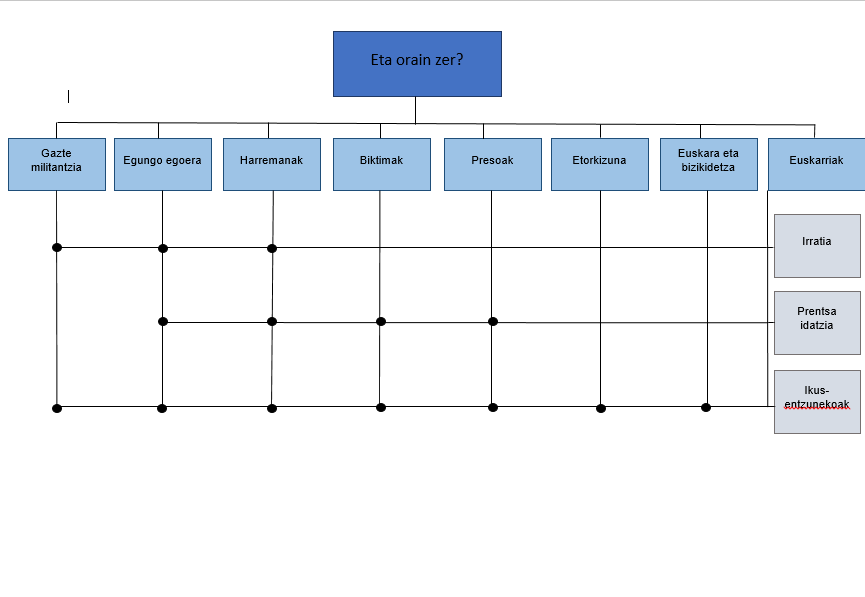 Eta orain zer?
Gazte
militantzia
Egungo egoera
Harremanak
Biktimak
Presoak
Etorkizuna
Euskara eta
bizikidetza
Euskarriak
Irratia
Prentsa
idatzia
Ikus-
entzunekoak